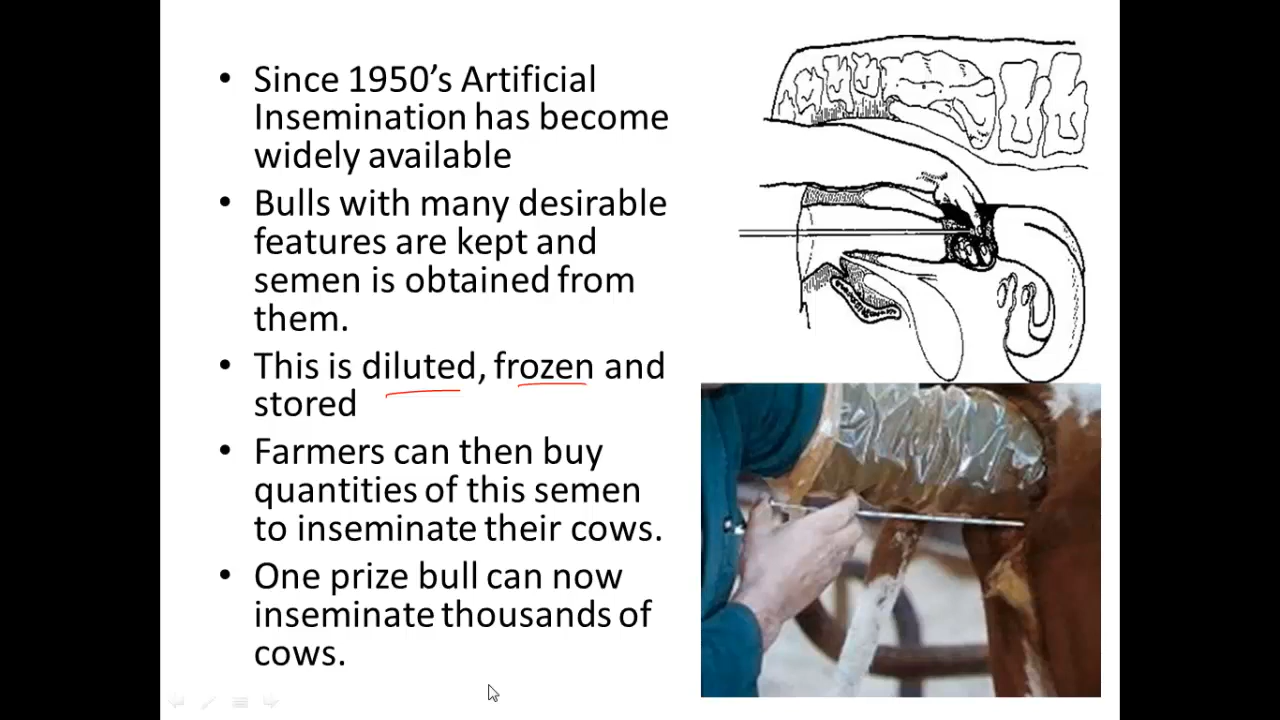 • Since 1950’s Artificial
Insemination has become
widely available
• Bulls with many desirable
features are kept and
semen is obtained from
them.
• This is diluted, frozen and
stored
• Farmers can then buy
quantities of this semen
to inseminate their cows.
• One prize bull can now
inseminate thousands of
cows.